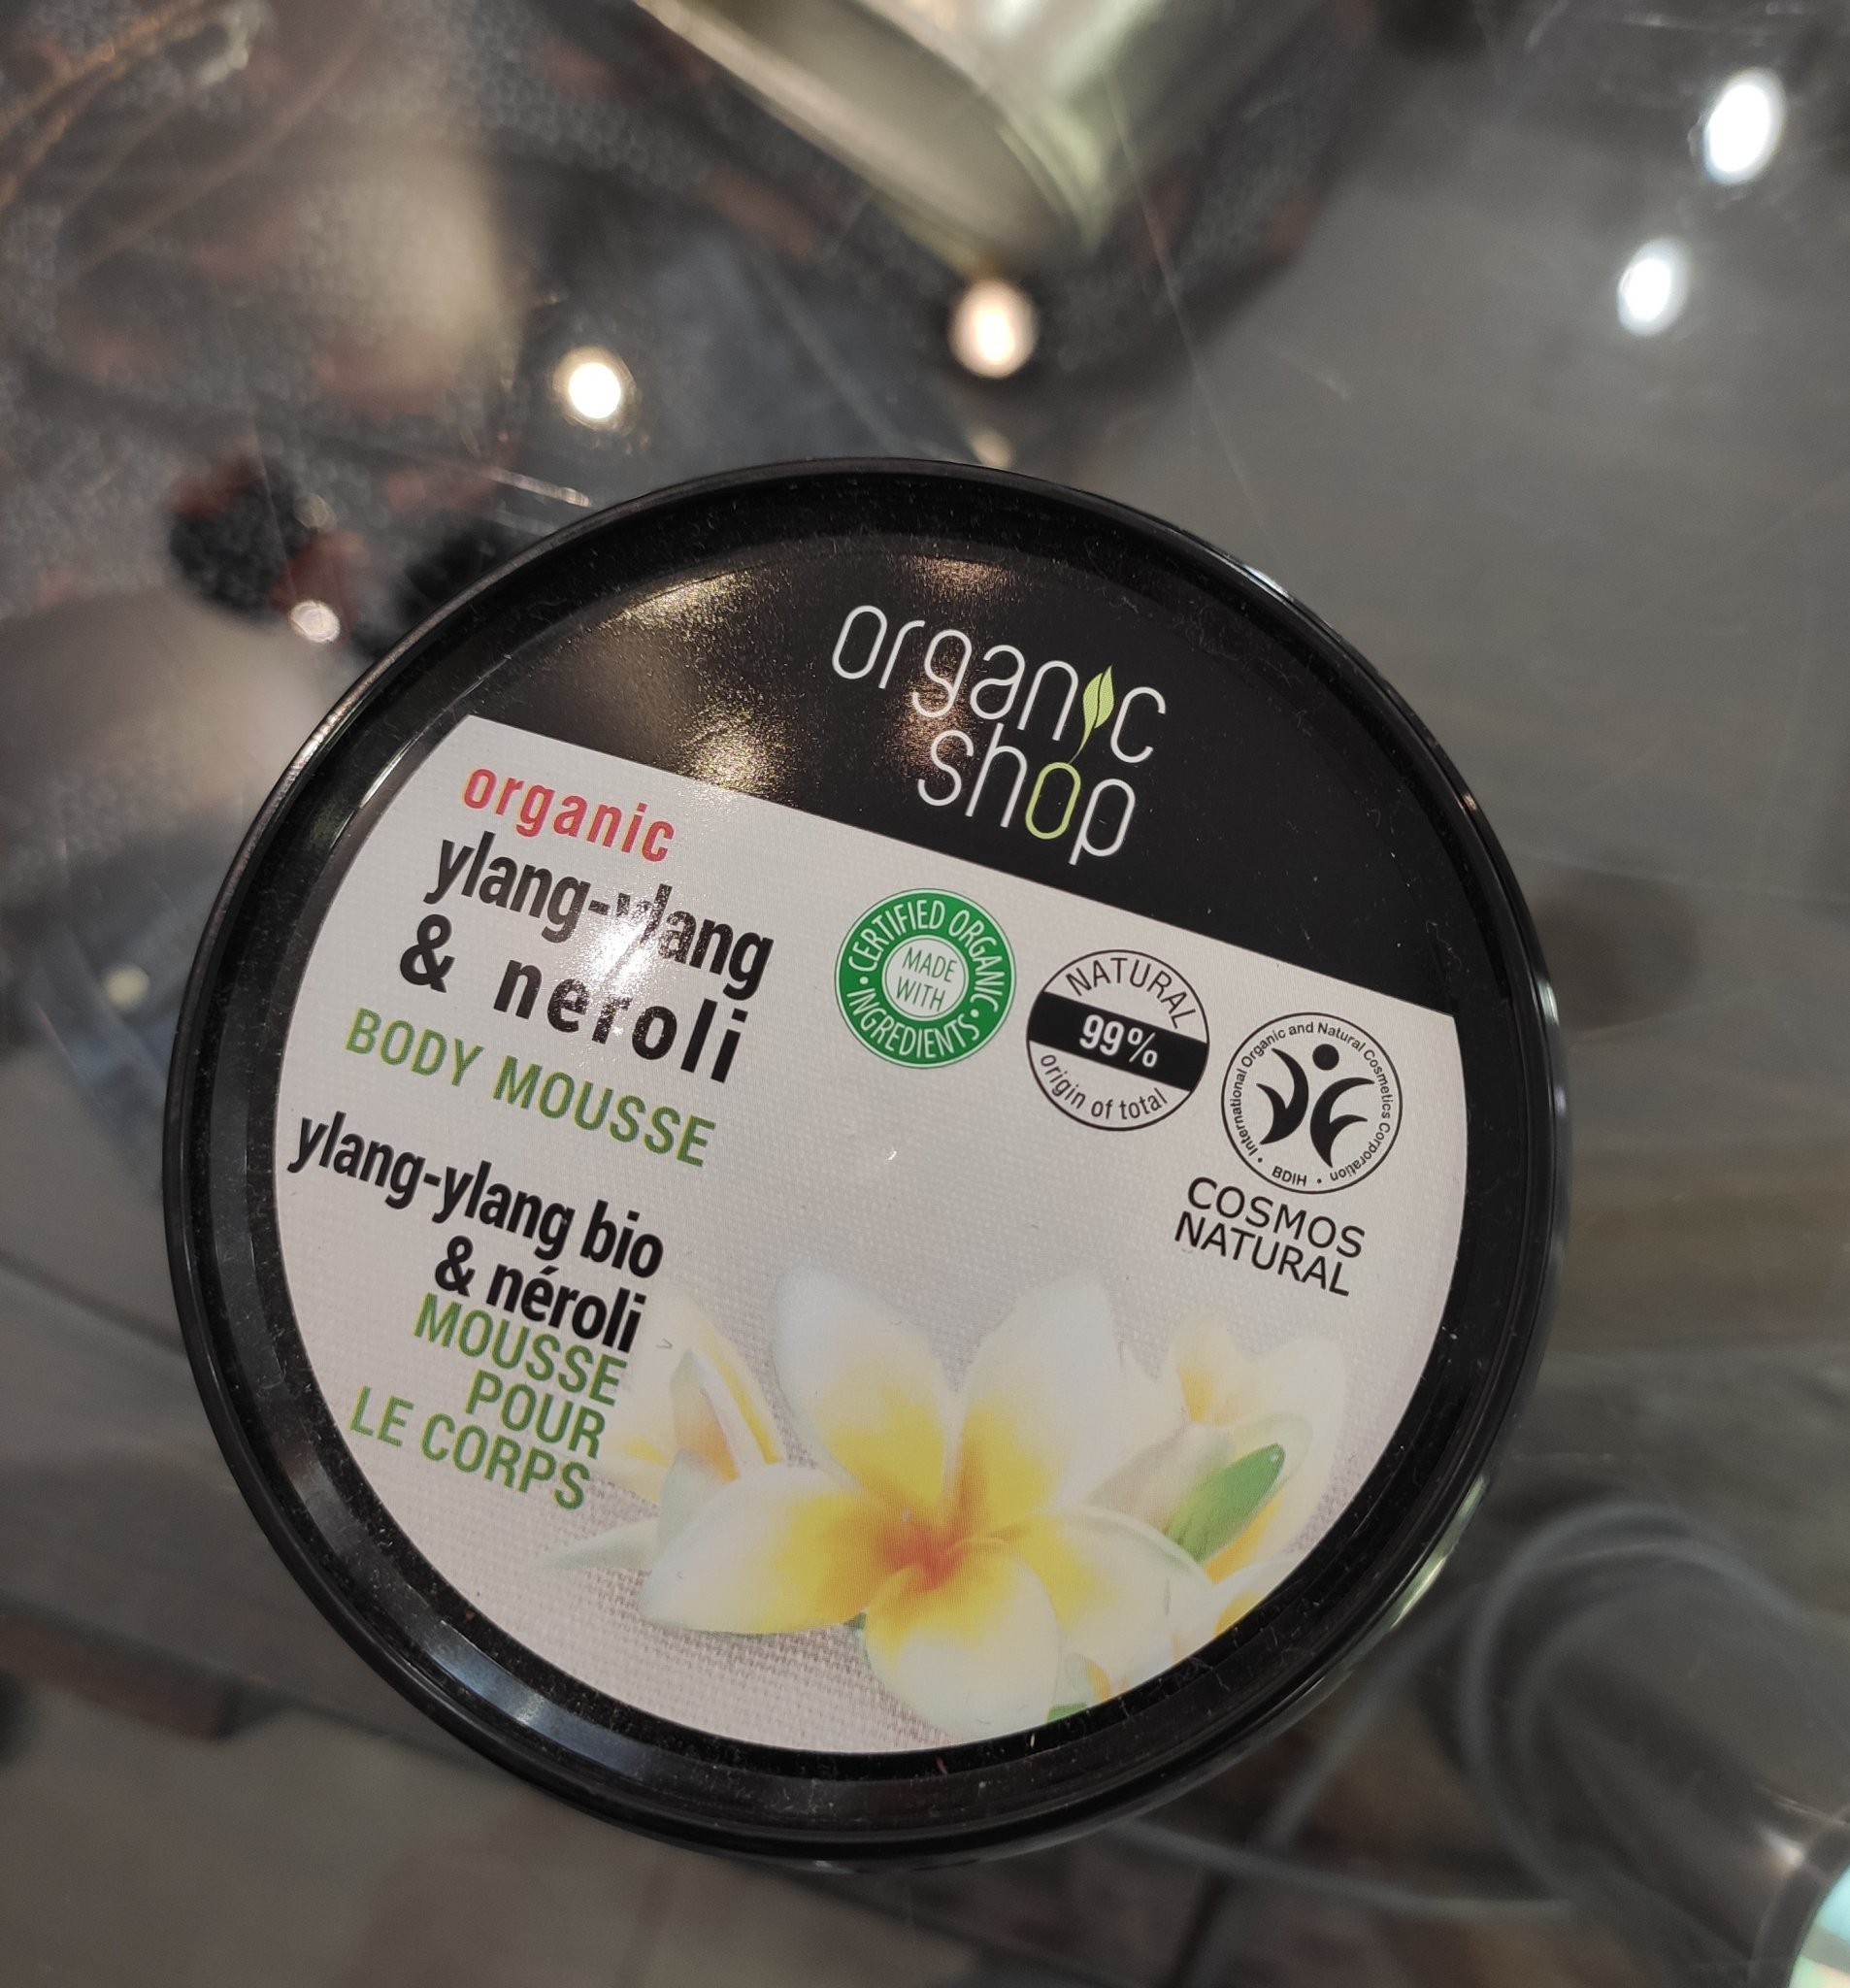 organic
shop
organic
ylang-ylang
& neroli
BODY MOUSSE
ylang-ylang bio
& néroli
MOUSSE
POUR
LE CORPS
• CERTIFIED ORGANIC •
INGREDIENTS
MADE
WITH
NATURAL
99%
origin of total
• International Organic and Natural Cosmetics Corporation •
BDIH
COSMOS
NATURAL